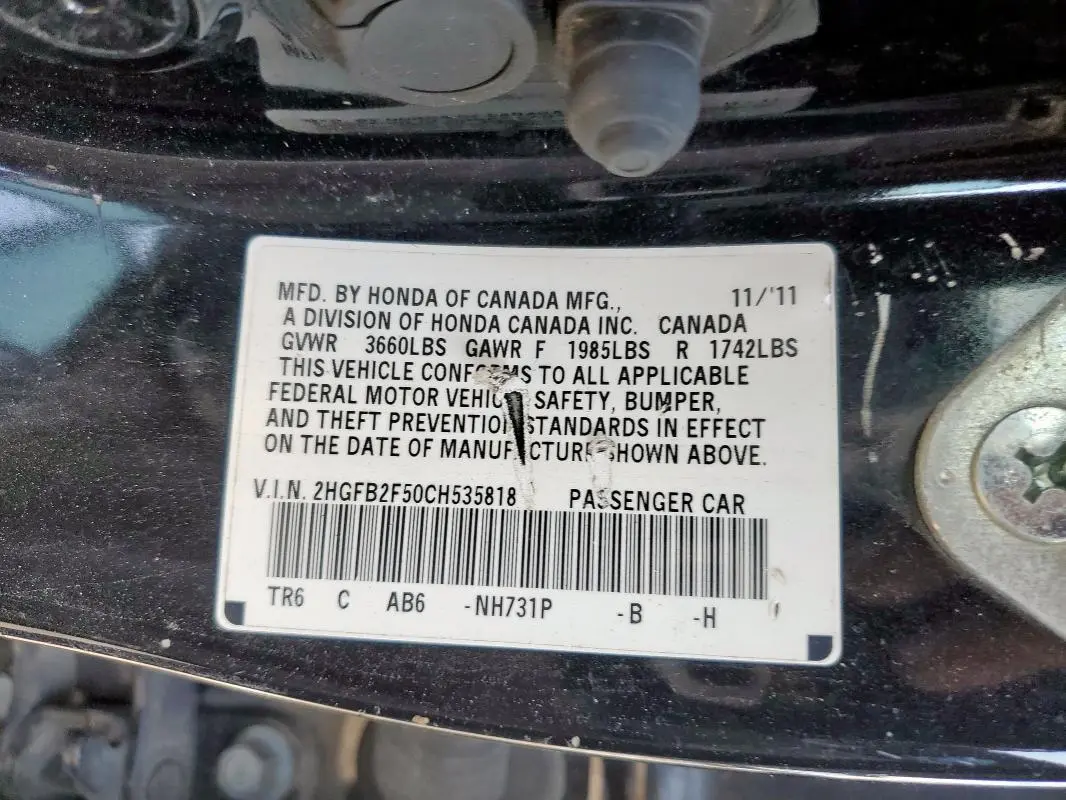 MFD. BY HONDA OF CANADA MFG., 11/'11
A DIVISION OF HONDA CANADA INC. CANADA
GVWR 3660LBS GAWR F 1985LBS R 1742LBS
THIS VEHICLE CONFORMS TO ALL APPLICABLE
FEDERAL MOTOR VEHICLE SAFETY, BUMPER,
AND THEFT PREVENTION STANDARDS IN EFFECT
ON THE DATE OF MANUFACTURE SHOWN ABOVE.
V.I.N. 2HGFB2F50CH535818 PASSENGER CAR
TR6 C AB6 -NH731P -B -H